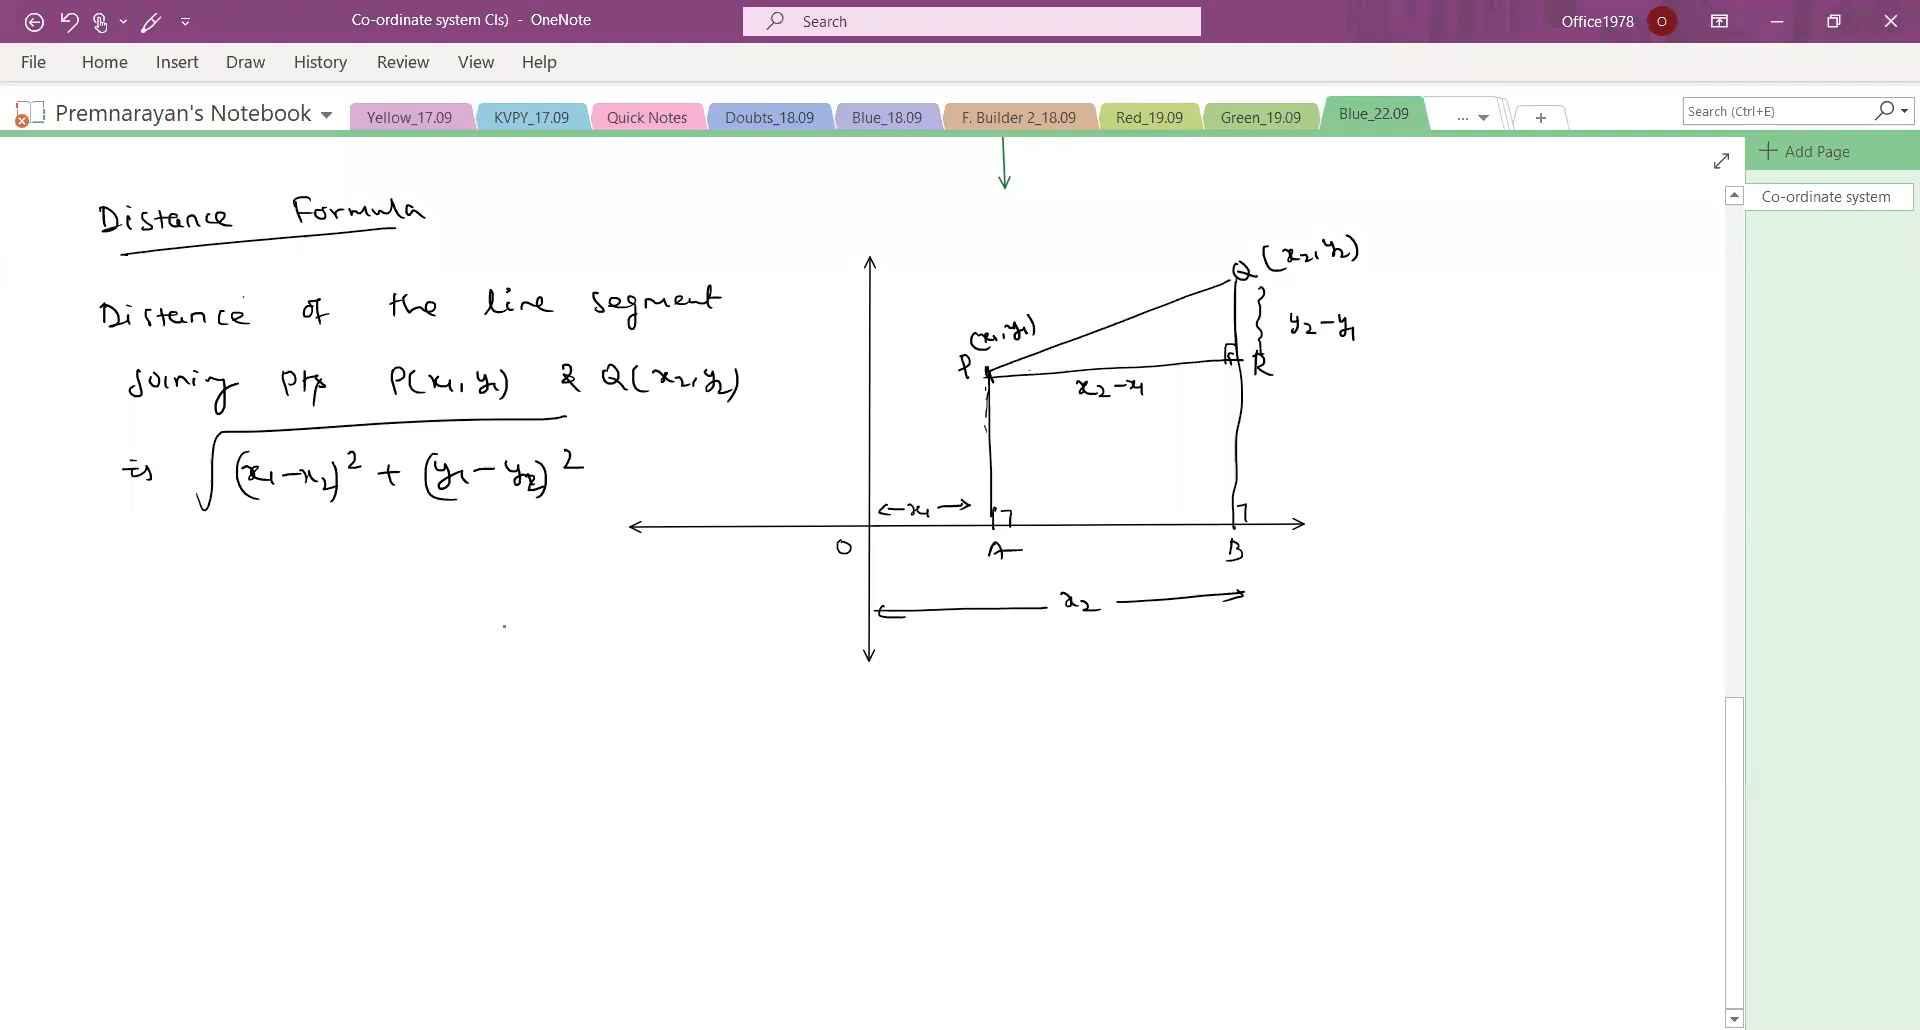 Co-ordinate system Cls) - OneNote
Search
Office1978
O
File Home Insert Draw History Review View Help
Premnarayan's Notebook
Yellow_17.09
KVPY_17.09
Quick Notes
Doubts_18.09
Blue_18.09
F. Builder 2_18.09
Red_19.09
Green_19.09
Blue_22.09
...
Search (Ctrl+E)
Add Page
Co-ordinate system
Distance Formula
Distance of the line segment
joining pts P(x₁, y₁) & Q(x₂, y₂)
is √(x₁-x₂)² + (y₁-y₂)²
Q (x₂, y₂)
(x₁, y₁)
y₂-y₁
P
R
x₂-x₁
x₁
O
A
B
x₂